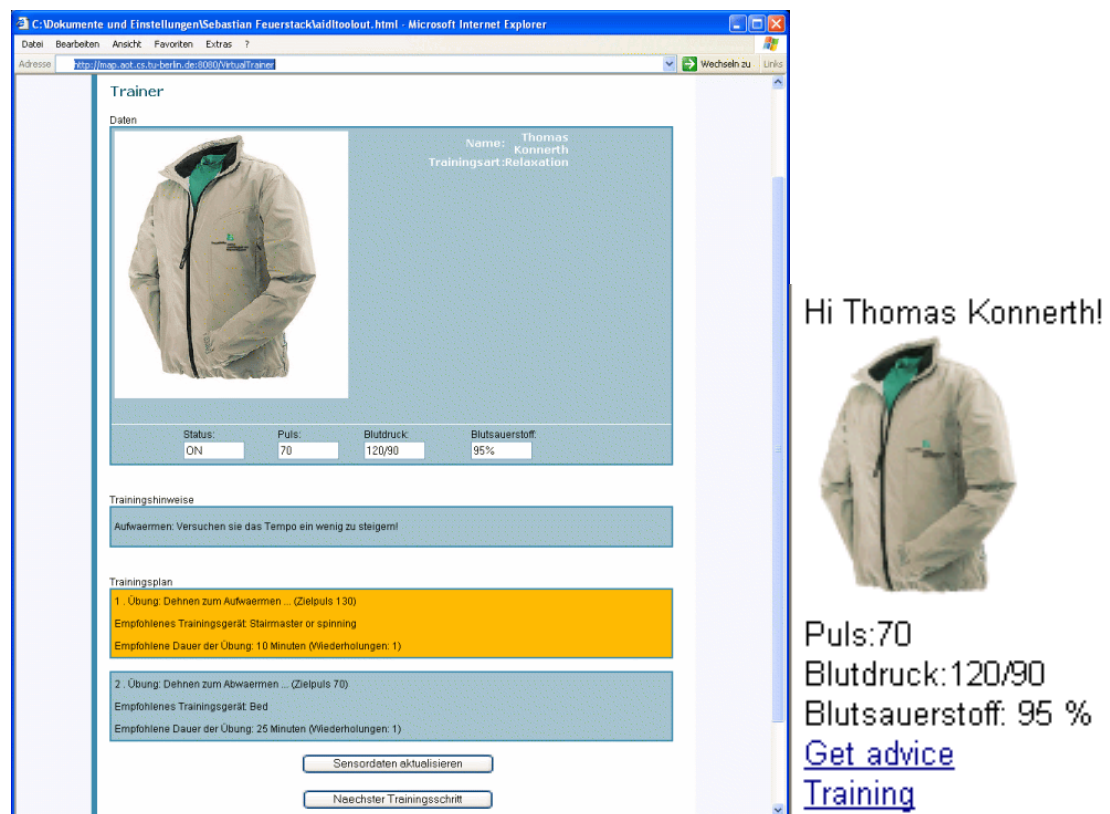 C:\Dokumente und Einstellungen\Sebastian Feuerstack\aidltoolout.html - Microsoft Internet Explorer
Datei Bearbeiten Ansicht Favoriten Extras ?
Adresse http://map.aot.cs.tu-berlin.de:8080/VirtualTrainer Wechseln zu Links
Trainer
Daten
Name: Thomas
Konnerth
Trainingsart:Relaxation
Status: Puls: Blutdruck: Blutsauerstoff:
ON 70 120/90 95%
Trainingshinweise
Aufwaermen: Versuchen sie das Tempo ein wenig zu steigern!
Trainingsplan
1 . Übung: Dehnen zum Aufwaermen ... (Zielpuls 130)
Empfohlenes Trainingsgerät: Stairmaster or spinning
Empfohlene Dauer der Übung: 10 Minuten (Wiederholungen: 1)
2 . Übung: Dehnen zum Abwaermen ... (Zielpuls 70)
Empfohlenes Trainingsgerät: Bed
Empfohlene Dauer der Übung: 25 Minuten (Wiederholungen: 1)
Sensordaten aktualisieren
Naechster Trainingsschritt
Hi Thomas Konnerth!
Puls:70
Blutdruck:120/90
Blutsauerstoff: 95 %
Get advice
Training